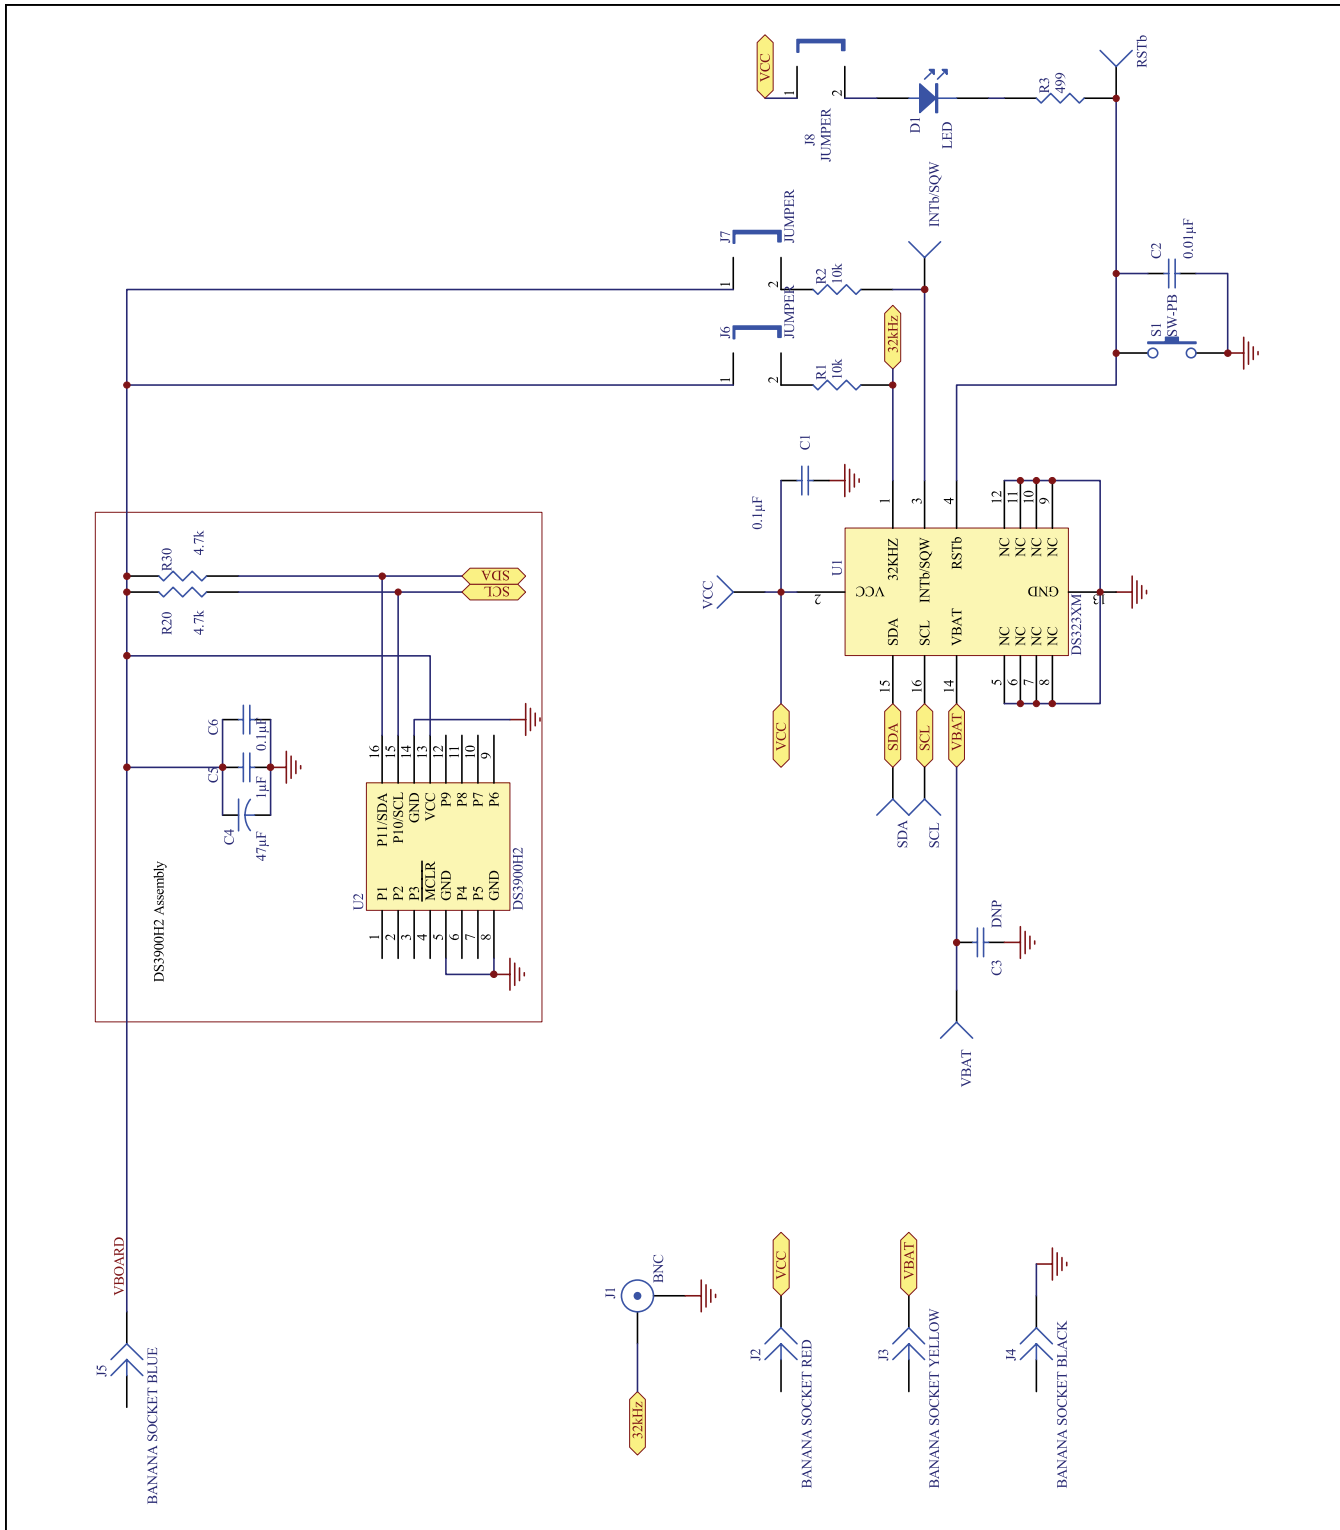 VCC
1
2
J8
JUMPER
D1
LED
R3
499
RSTb
INTb/SQW
J7
JUMPER
1
2
R2
10k
J6
JUMPER
1
2
R1
10k
32kHz
C2
0.01µF
S1
SW-PB
C1
0.1µF
VCC
VCC
U1
DS323XM
2
VCC
1
32KHZ
3
INTb/SQW
4
RSTb
12
NC
11
NC
10
NC
9
NC
13
GND
15
SDA
16
SCL
14
VBAT
5
NC
6
NC
7
NC
8
NC
SDA
SCL
VBAT
SDA
SCL
C3
DNP
VBAT
DS3900H2 Assembly
R30
4.7k
R20
4.7k
SDA
SCL
C6
0.1µF
C5
1µF
C4
47µF
U2
DS3900H2
16
P11/SDA
15
P10/SCL
14
GND
13
VCC
12
P9
11
P8
10
P7
9
P6
1
P1
2
P2
3
P3
4
MCLR
5
GND
6
P4
7
P5
8
GND
VBOARD
J5
BANANA SOCKET BLUE
J1
BNC
32kHz
VCC
J2
BANANA SOCKET RED
VBAT
J3
BANANA SOCKET YELLOW
J4
BANANA SOCKET BLACK